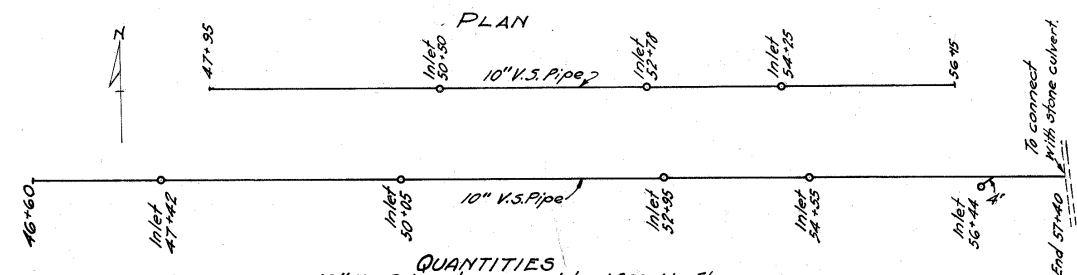 PLAN
N
47+95
Inlet
50+50
10" V.S. Pipe
Inlet
52+78
Inlet
54+25
56+15
To connect
with stone culvert.
46+60
Inlet
47+42
Inlet
50+05
10" V.S. Pipe
Inlet
52+95
Inlet
54+55
Inlet
56+44
4'
End 57+40
QUANTITIES